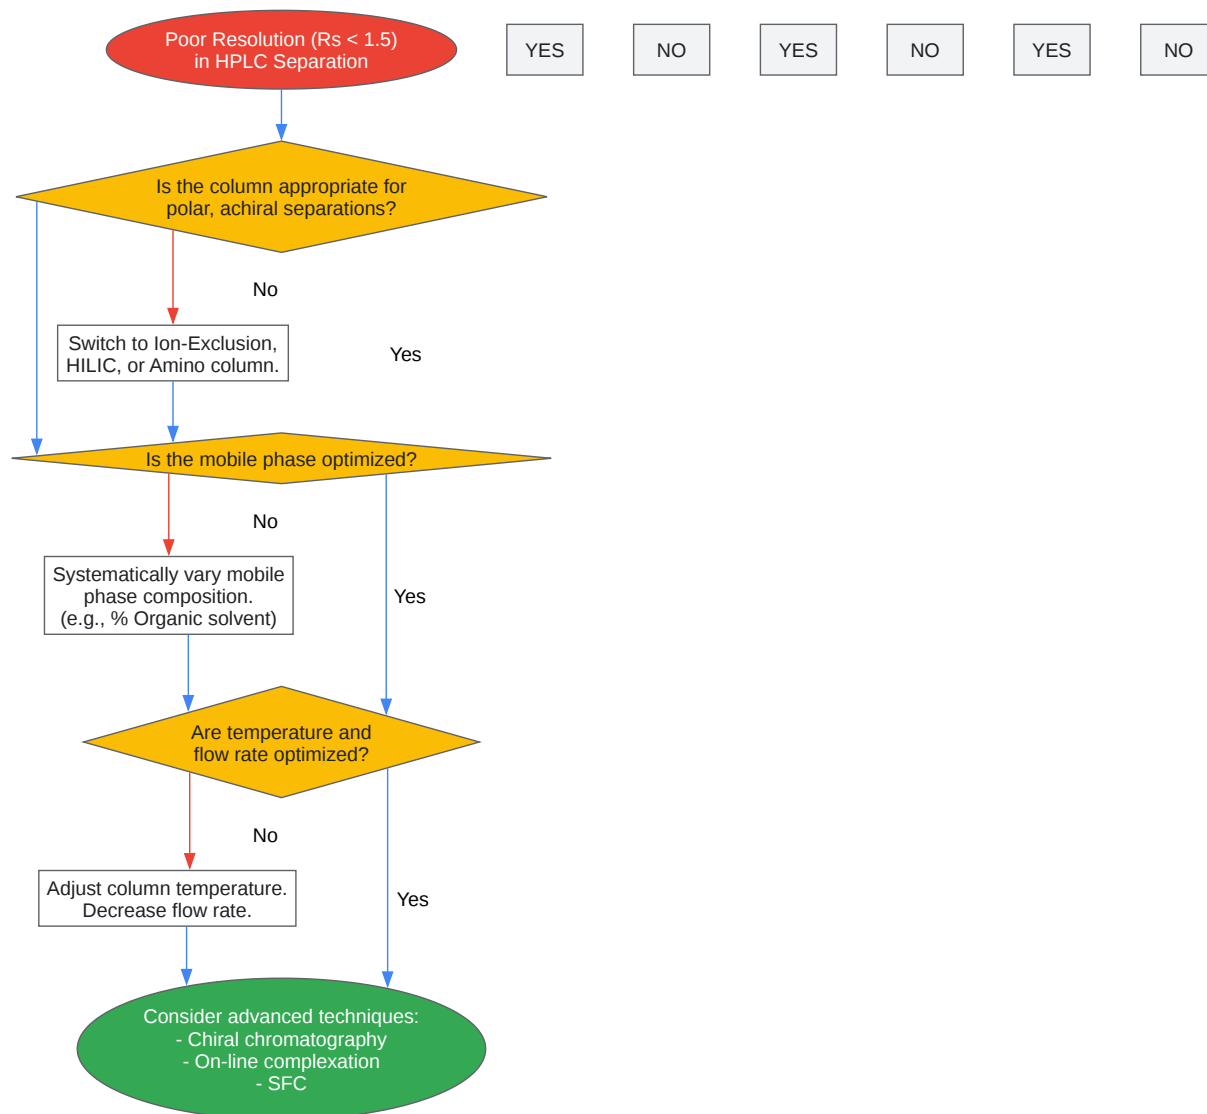 Poor Resolution (Rs < 1.5)
in HPLC Separation
YES
NO
YES
NO
YES
NO
Is the column appropriate for
polar, achiral separations?
No
Switch to Ion-Exclusion,
HILIC, or Amino column.
Yes
Is the mobile phase optimized?
No
Systematically vary mobile
phase composition.
(e.g., % Organic solvent)
Yes
Are temperature and
flow rate optimized?
No
Adjust column temperature.
Decrease flow rate.
Yes
Consider advanced techniques:
- Chiral chromatography
- On-line complexation
- SFC